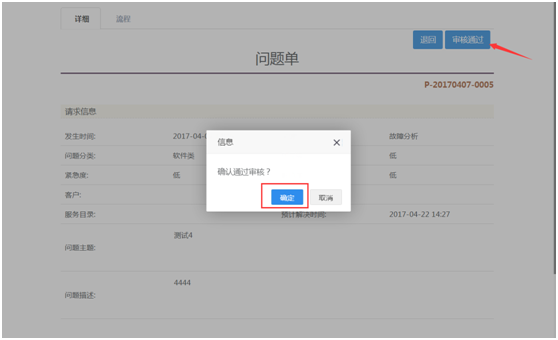 详细 流程
退回 审核通过
问题单
P-20170407-0005
请求信息
发生时间: 2017-04-0 故障分析
信息
问题分类: 软件类 低
确认通过审核？
紧急度: 低 低
客户:
确定 取消
服务目录: 预计解决时间: 2017-04-22 14:27
测试4
问题主题:
4444
问题描述: